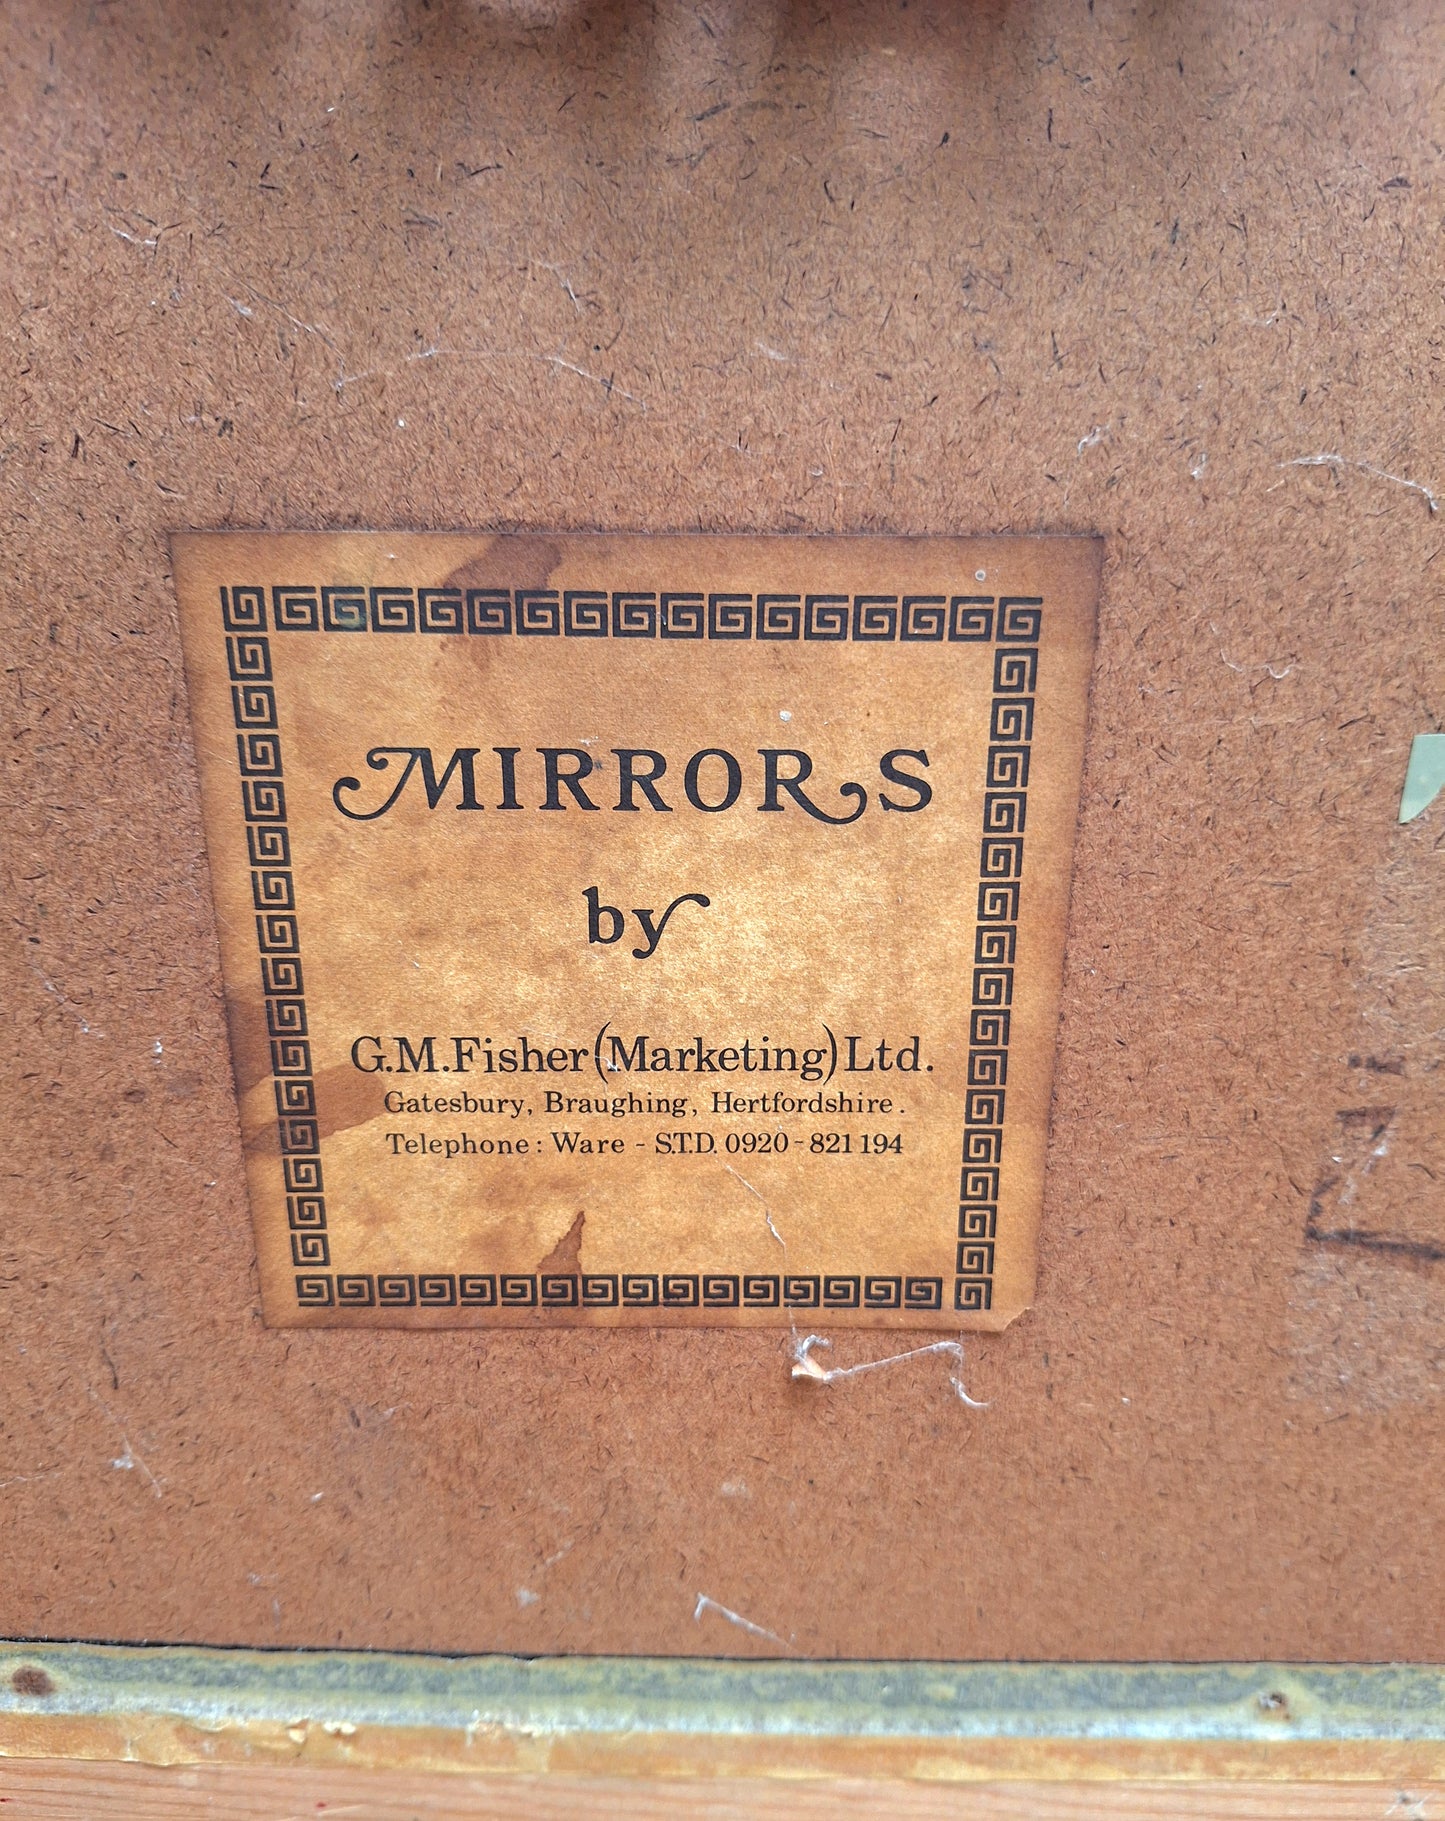 MIRRORS
by
G.M.Fisher (Marketing) Ltd.
Gatesbury, Braughing, Hertfordshire.
Telephone: Ware - S.T.D. 0920-821 194